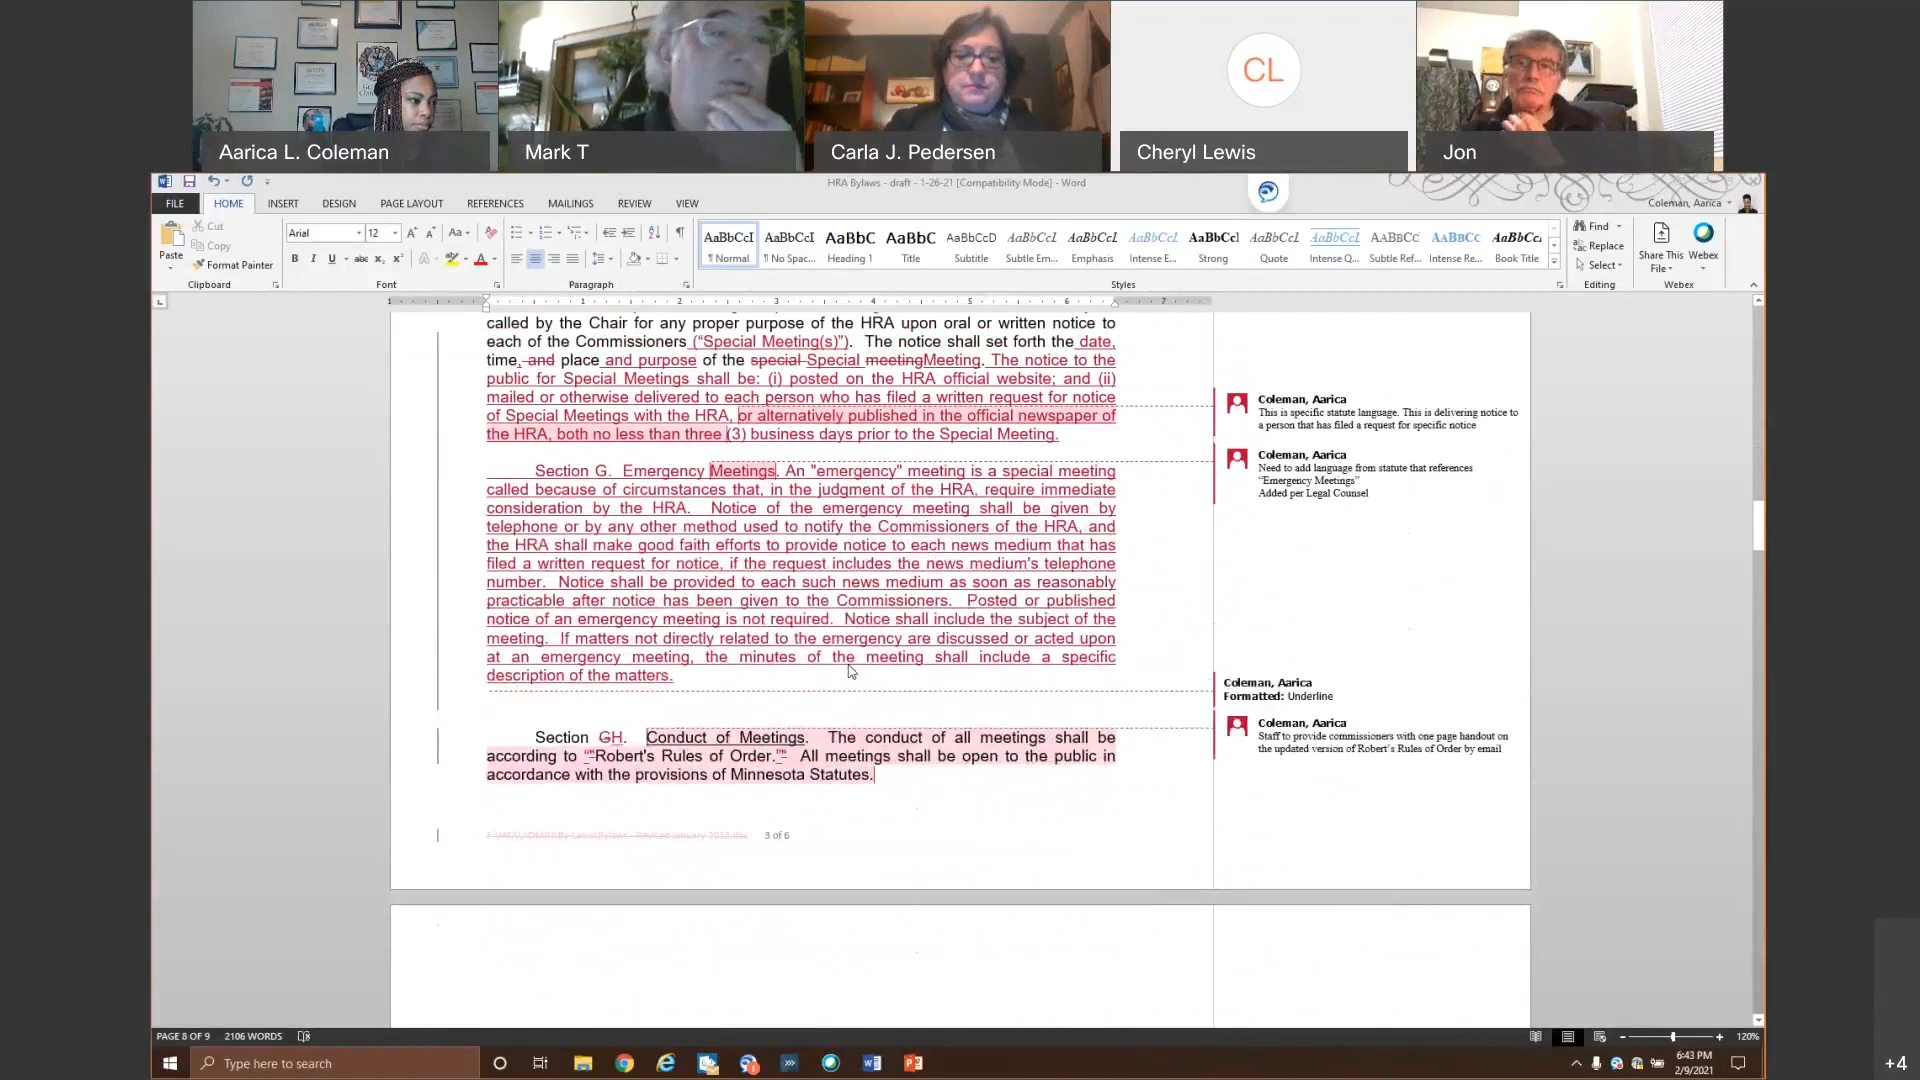 Aarica L. Coleman
Mark T
Carla J. Pedersen
CL
Cheryl Lewis
Jon
HRA Bylaws - draft - 1-26-21 [Compatibility Mode] - Word
Coleman, Aarica
FILE HOME INSERT DESIGN PAGE LAYOUT REFERENCES MAILINGS REVIEW VIEW
Paste
Cut
Copy
Format Painter
Clipboard
Arial 12
Font
Paragraph
AaBbCcI AaBbCcI AaBbC AaBbC AaBbCcD AaBbCcL AaBbCcL AaBbCcL AaBbCcl AaBbCcL AaBbCcL AaBbCc AaBbCc AaBbCc
¶ Normal ¶ No Spac... Heading 1 Title Subtitle Subtle Em... Emphasis Intense E... Strong Quote Intense Q... Subtle Ref... Intense Re... Book Title
Styles
Find
Replace
Select
Editing
Share This File
Webex
Webex
1 1 2 3 4 5 6 7
called by the Chair for any proper purpose of the HRA upon oral or written notice to
each of the Commissioners (“Special Meeting(s)”). The notice shall set forth the date,
time, and place and purpose of the special Special meetingMeeting. The notice to the
public for Special Meetings shall be: (i) posted on the HRA official website; and (ii)
mailed or otherwise delivered to each person who has filed a written request for notice
of Special Meetings with the HRA, or alternatively published in the official newspaper of
the HRA, both no less than three (3) business days prior to the Special Meeting.
Section G. Emergency Meetings. An "emergency" meeting is a special meeting
called because of circumstances that, in the judgment of the HRA, require immediate
consideration by the HRA. Notice of the emergency meeting shall be given by
telephone or by any other method used to notify the Commissioners of the HRA, and
the HRA shall make good faith efforts to provide notice to each news medium that has
filed a written request for notice, if the request includes the news medium's telephone
number. Notice shall be provided to each such news medium as soon as reasonably
practicable after notice has been given to the Commissioners. Posted or published
notice of an emergency meeting is not required. Notice shall include the subject of the
meeting. If matters not directly related to the emergency are discussed or acted upon
at an emergency meeting, the minutes of the meeting shall include a specific
description of the matters.
Section GH. Conduct of Meetings. The conduct of all meetings shall be
according to “"Robert's Rules of Order.”" All meetings shall be open to the public in
accordance with the provisions of Minnesota Statutes.
3 of 6
Coleman, Aarica
This is specific statute language. This is delivering notice to
a person that has filed a request for specific notice
Coleman, Aarica
Need to add language from statute that references
“Emergency Meetings”
Added per Legal Counsel
Coleman, Aarica
Formatted: Underline
Coleman, Aarica
Staff to provide commissioners with one page handout on
the updated version of Robert’s Rules of Order by email
PAGE 8 OF 9 2106 WORDS
120%
Type here to search
6:43 PM
2/9/2021
+4